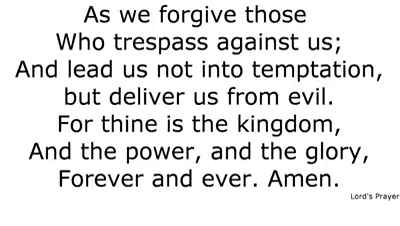 As we forgive those
Who trespass against us;
And lead us not into temptation,
but deliver us from evil.
For thine is the kingdom,
And the power, and the glory,
Forever and ever. Amen.
Lord's Prayer